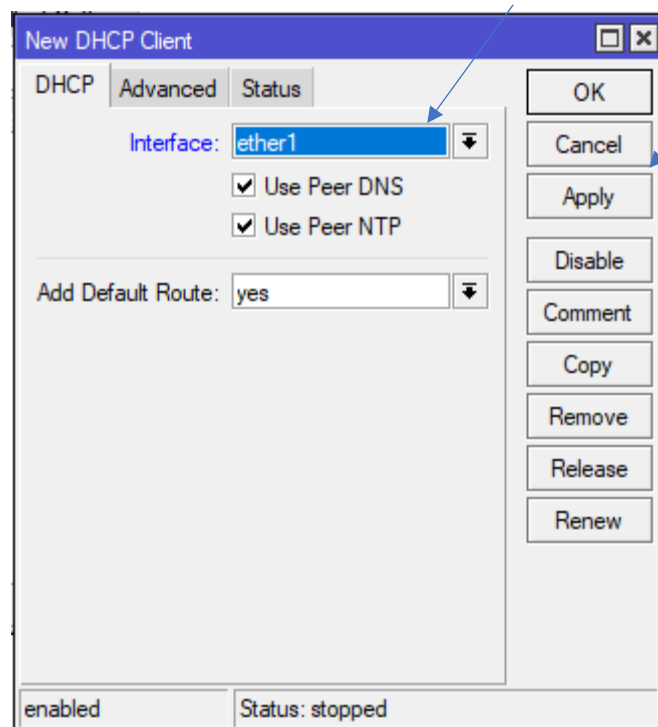 New DHCP Client
DHCP Advanced Status
Interface: ether1
Use Peer DNS
Use Peer NTP
Add Default Route: yes
OK
Cancel
Apply
Disable
Comment
Copy
Remove
Release
Renew
enabled Status: stopped